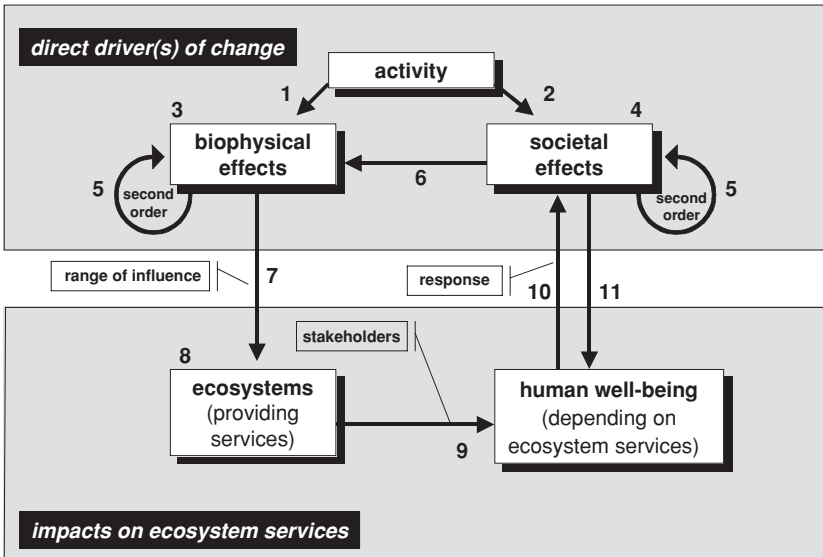 direct driver(s) of change
activity
1
2
3
4
biophysical
effects
societal
effects
5
second
order
6
second
order
5
range of influence
7
response
10
11
stakeholders
8
ecosystems
(providing
services)
9
human well-being
(depending on
ecosystem services)
impacts on ecosystem services